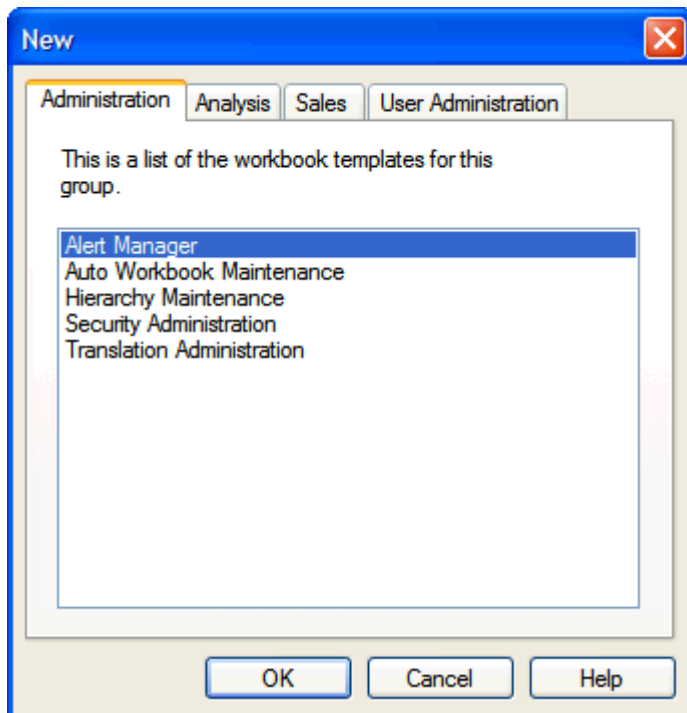 New
Administration Analysis Sales User Administration
This is a list of the workbook templates for this
group.
Alert Manager
Auto Workbook Maintenance
Hierarchy Maintenance
Security Administration
Translation Administration
OK Cancel Help